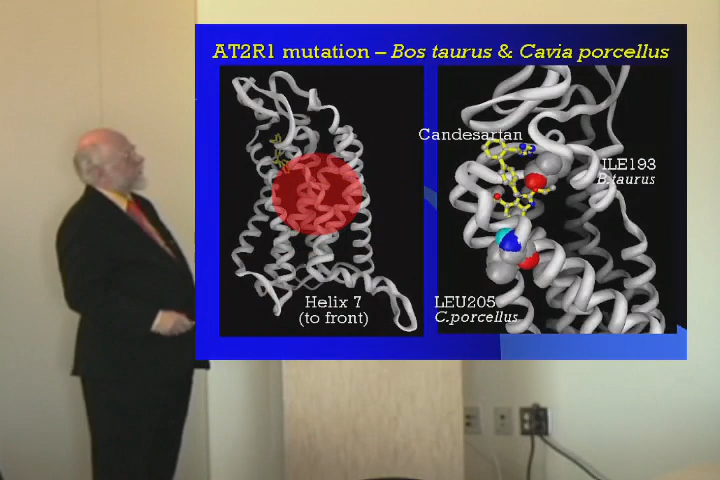 AT2R1 mutation – Bos taurus & Cavia porcellus
Candesartan
ILE193
B.taurus
Helix 7
(to front)
LEU205
C.porcellus